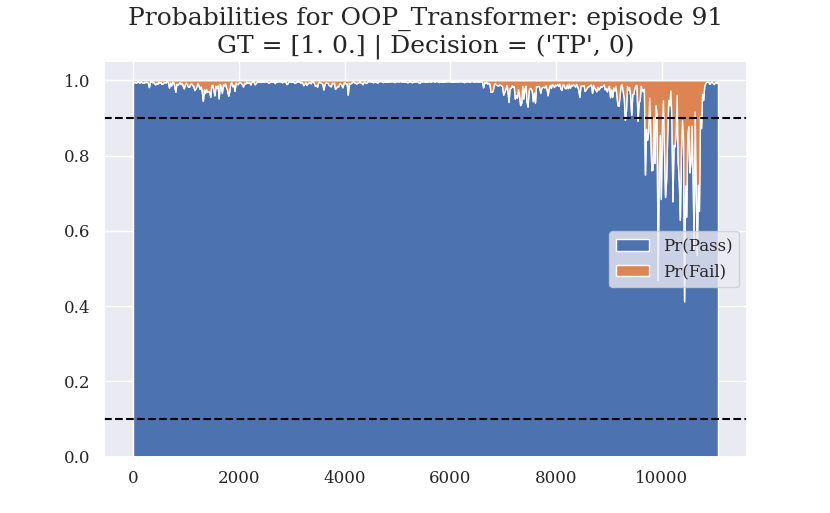 Probabilities for OOP_Transformer: episode 91
GT = [1. 0.] | Decision = ('TP', 0)
1.0
0.8
0.6
0.4
0.2
0.0
Pr(Pass)
Pr(Fail)
0 2000 4000 6000 8000 10000